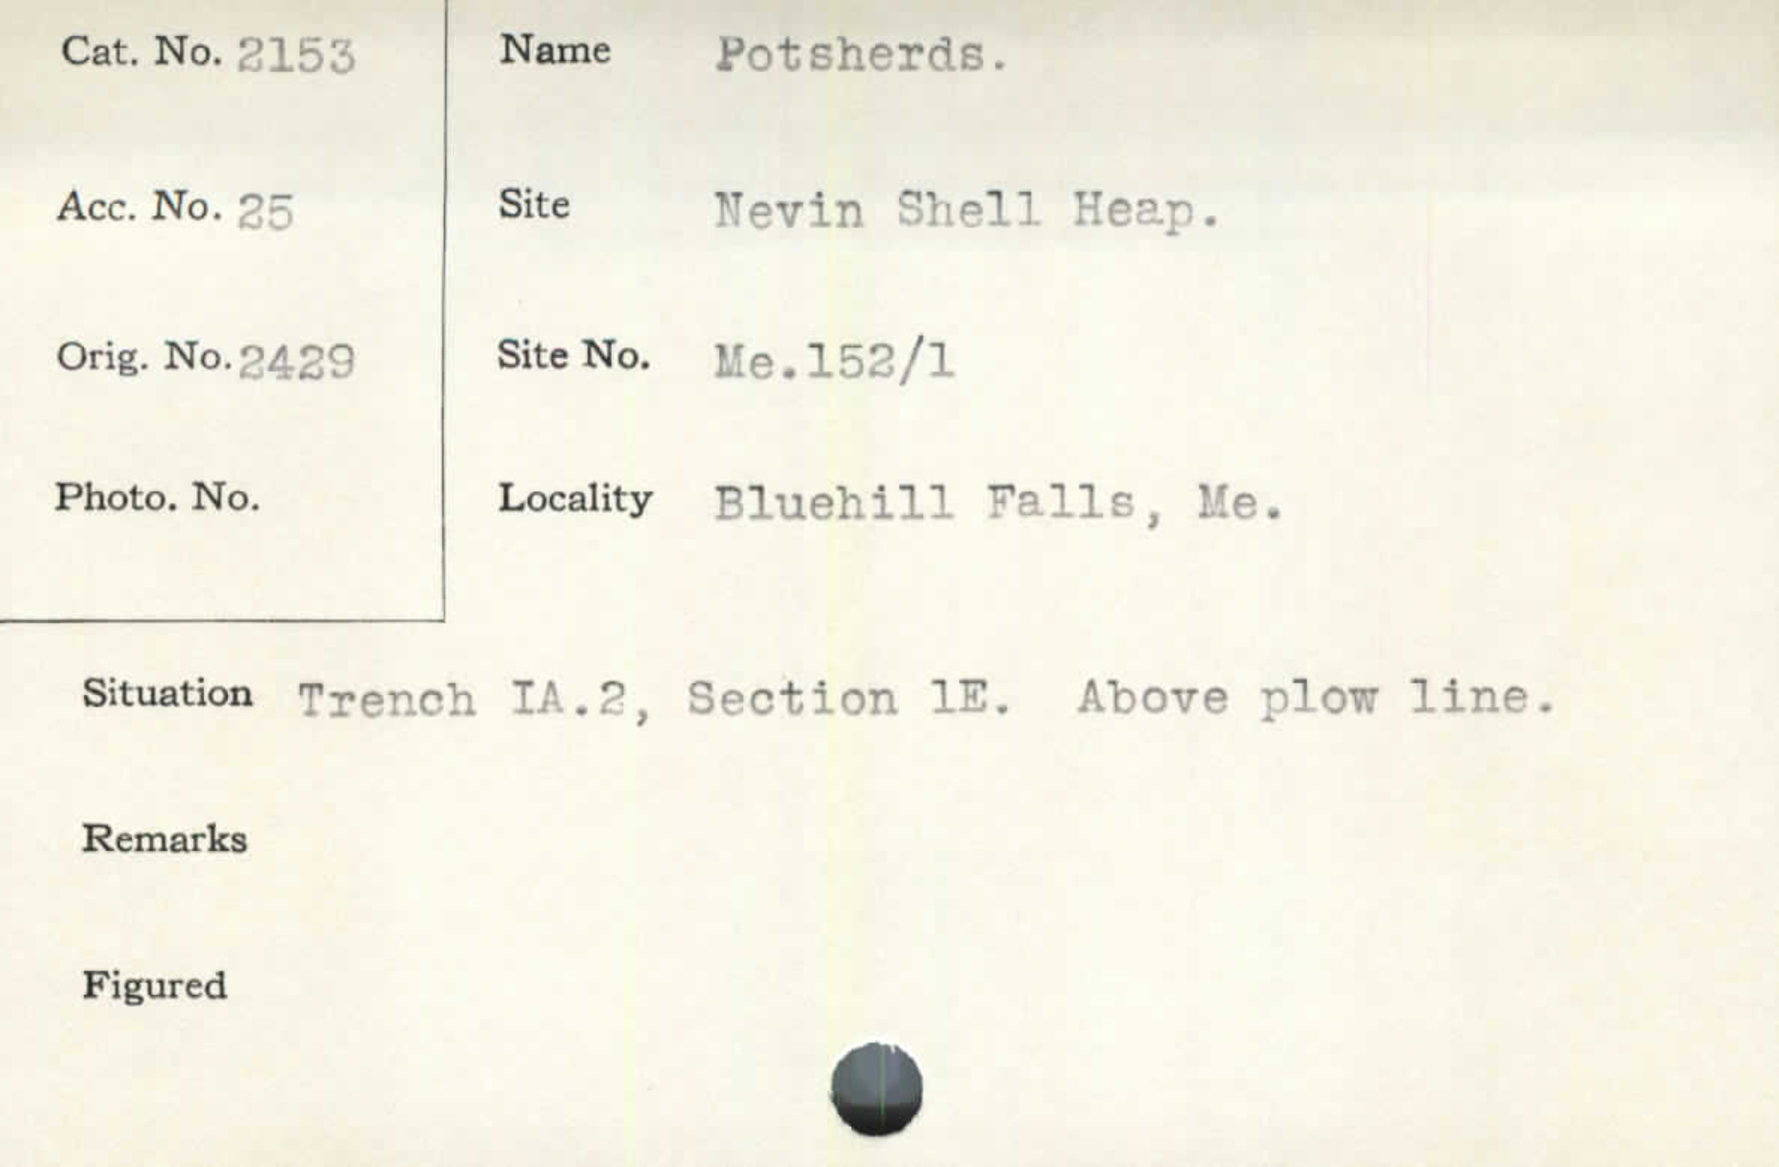 Cat. No. 2153
Name Potsherds.
Acc. No. 25
Site Nevin Shell Heap.
Orig. No. 2429
Site No. Me.152/1
Photo. No.
Locality Bluehill Falls, Me.
Situation Trench IA.2, Section 1E. Above plow line.
Remarks
Figured